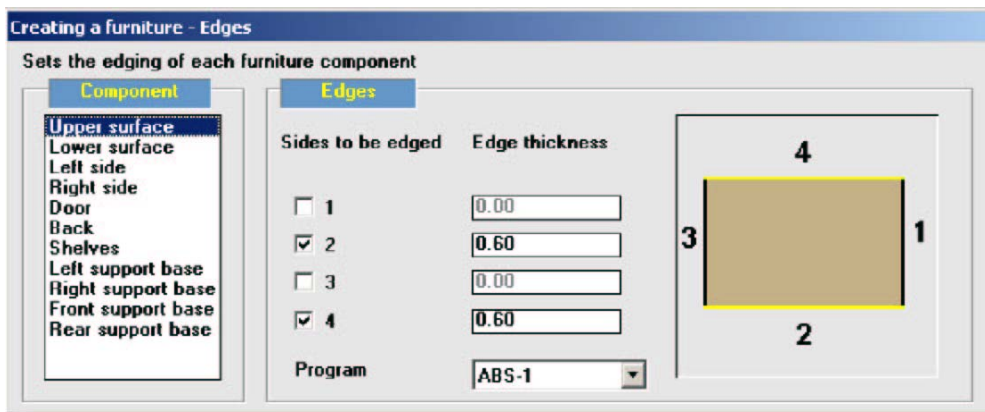 Creating a furniture - Edges
Sets the edging of each furniture component
Component
Upper surface
Lower surface
Left side
Right side
Door
Back
Shelves
Left support base
Right support base
Front support base
Rear support base
Edges
Sides to be edged Edge thickness
1 0.00
2 0.60
3 0.00
4 0.60
Program ABS-1
4
3 1
2